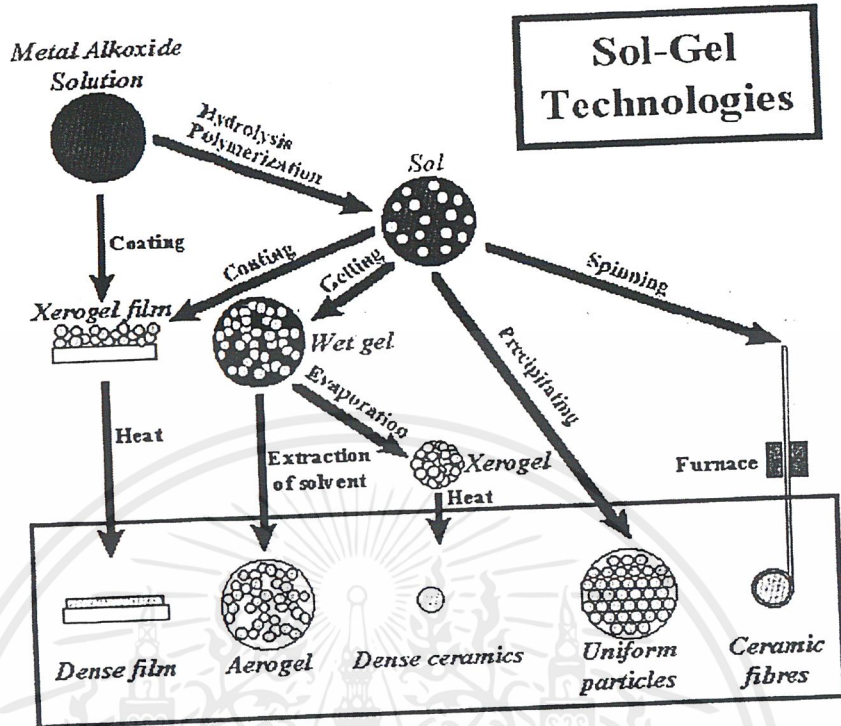 Sol-Gel
Technologies
Metal Alkoxide
Solution
Hydrolysis
Polymerization
Sol
Coating
Coating
Gelling
Spinning
Precipitating
Xerogel film
Wet gel
Evaporation
Heat
Extraction
of solvent
Xerogel
Heat
Furnace
Dense film
Aerogel
Dense ceramics
Uniform
particles
Ceramic
fibres